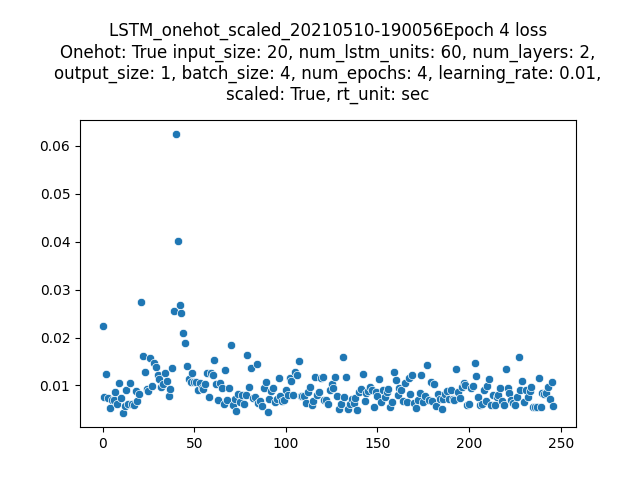 LSTM_onehot_scaled_20210510-190056Epoch 4 loss
Onehot: True input_size: 20, num_lstm_units: 60, num_layers: 2,
output_size: 1, batch_size: 4, num_epochs: 4, learning_rate: 0.01,
scaled: True, rt_unit: sec
0.06
0.05
0.04
0.03
0.02
0.01
0 50 100 150 200 250